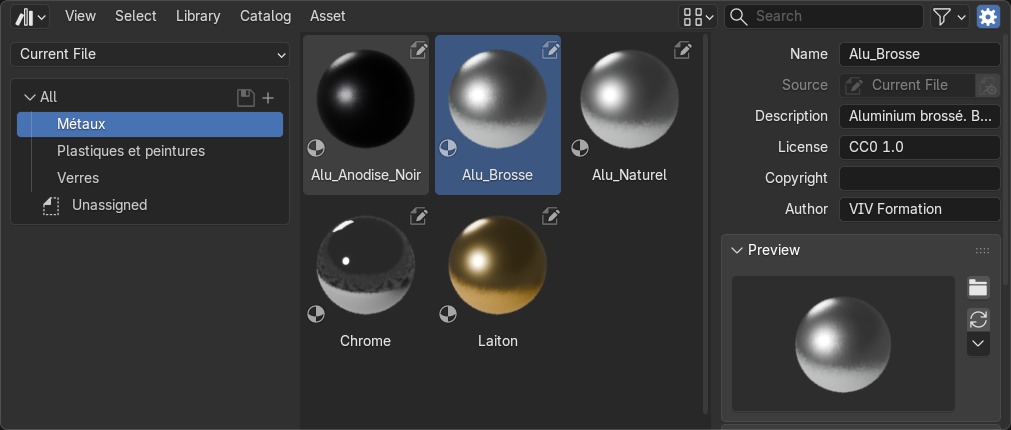 View Select Library Catalog Asset Search
Current File
All
Métaux
Plastiques et peintures
Verres
Unassigned
Alu_Anodise_Noir Alu_Brosse Alu_Naturel
Chrome Laiton
Name Alu_Brosse
Source Current File
Description Aluminium brossé. B...
License CC0 1.0
Copyright
Author VIV Formation
Preview